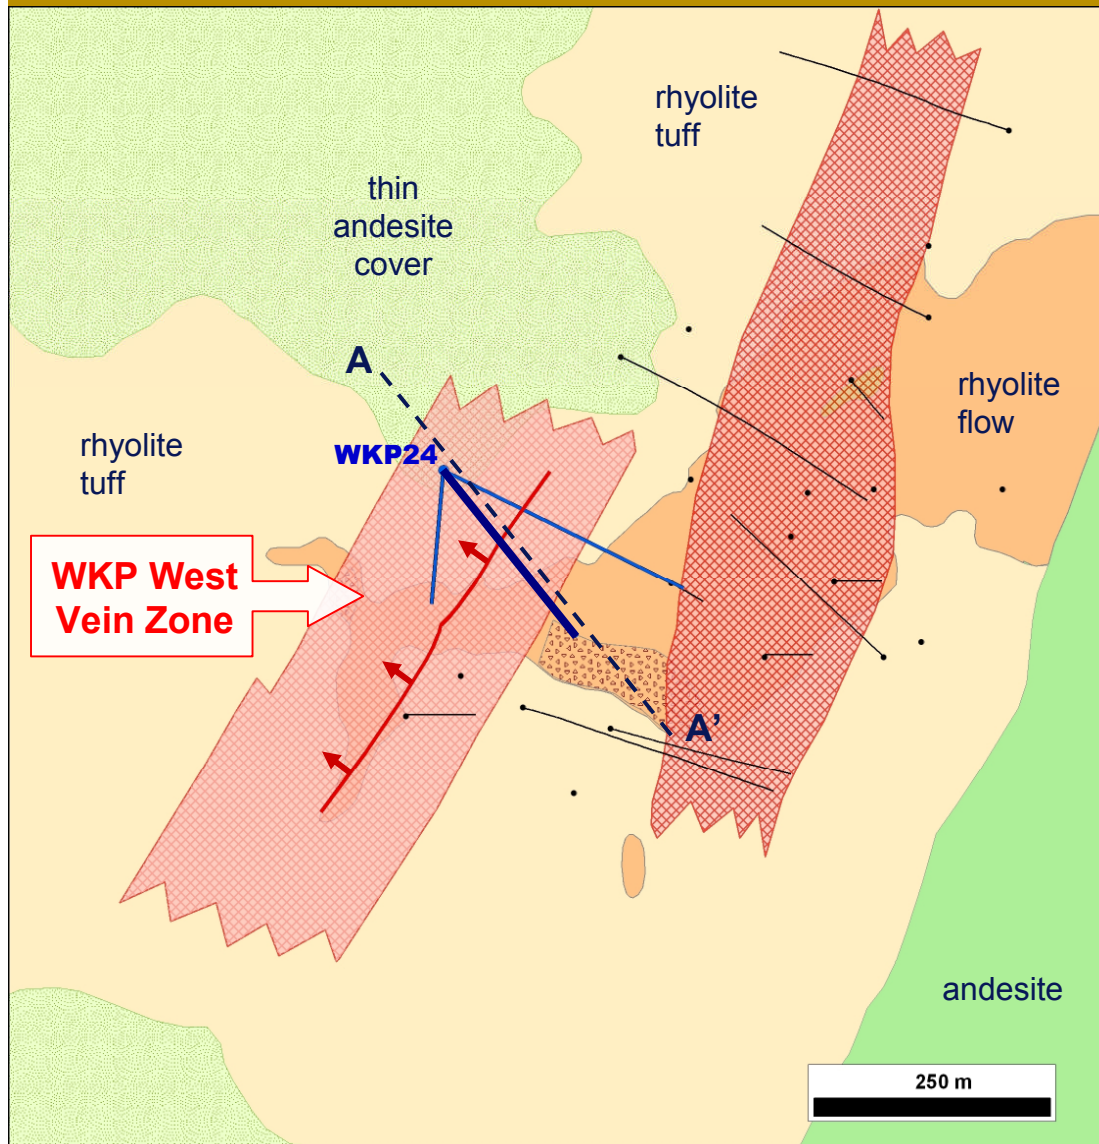 rhyolite
tuff
thin
andesite
cover
A
rhyolite
flow
rhyolite
tuff
WKP24
WKP West
Vein Zone
A’
andesite
250 m